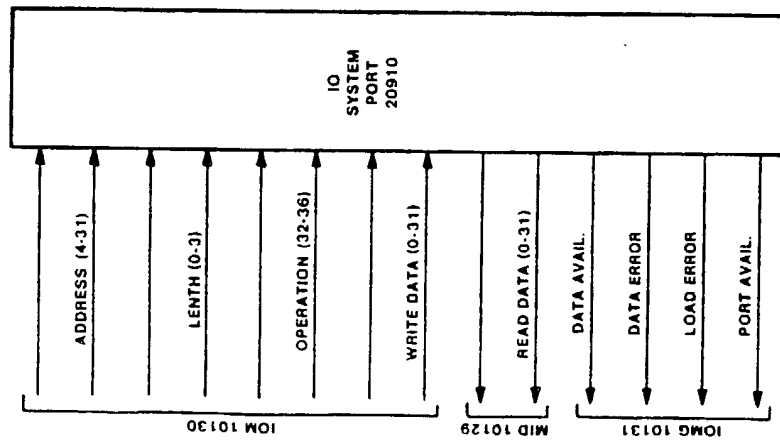 IO
SYSTEM
PORT
20910
ADDRESS (4-31)
LENTH (0-3)
OPERATION (32-36)
WRITE DATA (0-31)
READ DATA (0-31)
DATA AVAIL.
DATA ERROR
LOAD ERROR
PORT AVAIL.
IOM 10130
MID 10129
IOMG 10131